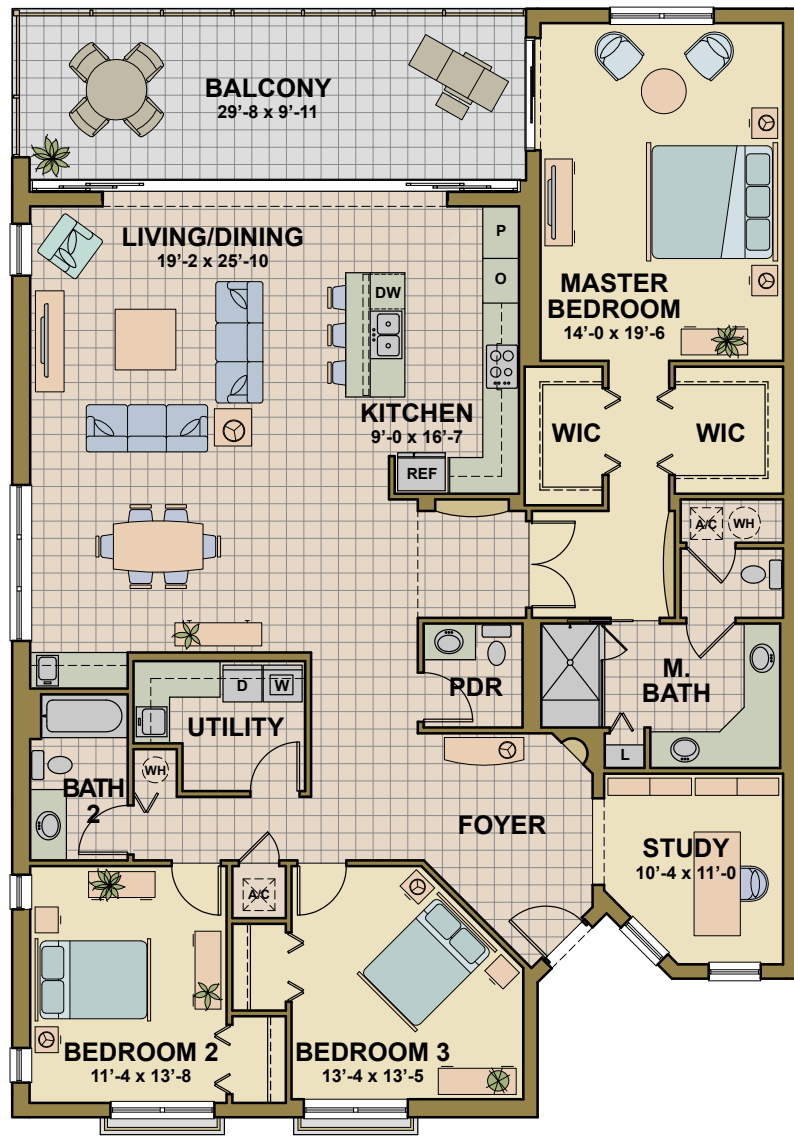 BALCONY
29'-8 x 9'-11
LIVING/DINING
19'-2 x 25'-10
P
O
DW
KITCHEN
9'-0 x 16'-7
REF
MASTER
BEDROOM
14'-0 x 19'-6
WIC
WIC
A/C
WH
PDR
M.
BATH
L
D
W
UTILITY
WH
BATH
2
FOYER
STUDY
10'-4 x 11'-0
A/C
BEDROOM 2
11'-4 x 13'-8
BEDROOM 3
13'-4 x 13'-5